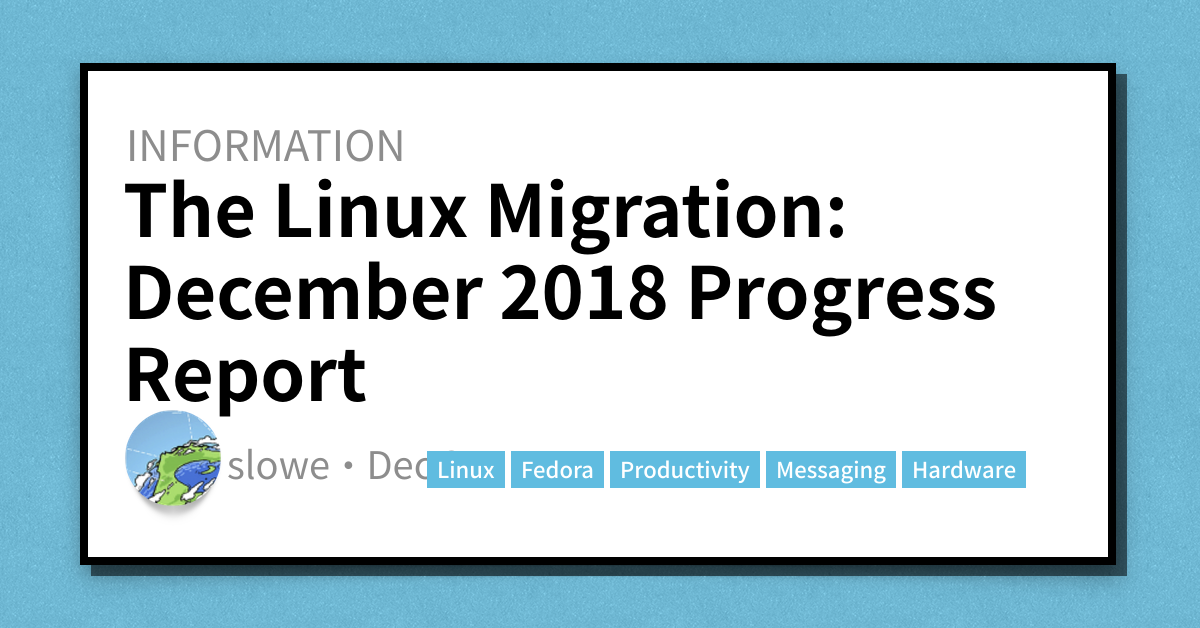 INFORMATION
The Linux Migration:
December 2018 Progress
Report
slowe • Dec Linux Fedora Productivity Messaging Hardware